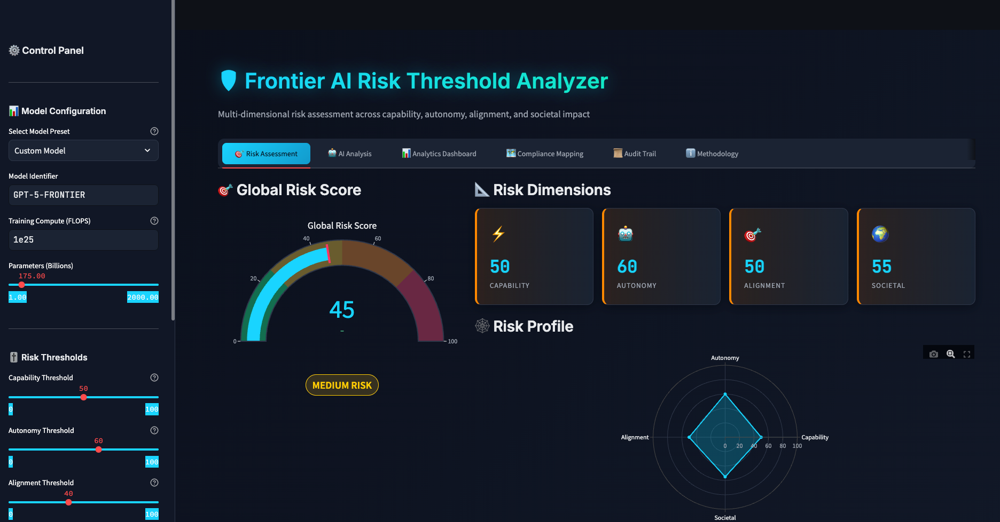 Control Panel
Model Configuration
Select Model Preset
Custom Model
Model Identifier
GPT-5-FRONTIER
Training Compute (FLOPS)
1e25
Parameters (Billions)
175.00
1.00 2000.00
Risk Thresholds
Capability Threshold
50
0 100
Autonomy Threshold
60
0 100
Alignment Threshold
40
0 100
Frontier AI Risk Threshold Analyzer
Multi-dimensional risk assessment across capability, autonomy, alignment, and societal impact
Risk Assessment AI Analysis Analytics Dashboard Compliance Mapping Audit Trail Methodology
Global Risk Score
Global Risk Score
40 60
20 80
45
-
0 100
MEDIUM RISK
Risk Dimensions
50 60 50 55
CAPABILITY AUTONOMY ALIGNMENT SOCIETAL
Risk Profile
Autonomy
Alignment Capability
0 20 40 60 80 100
Societal